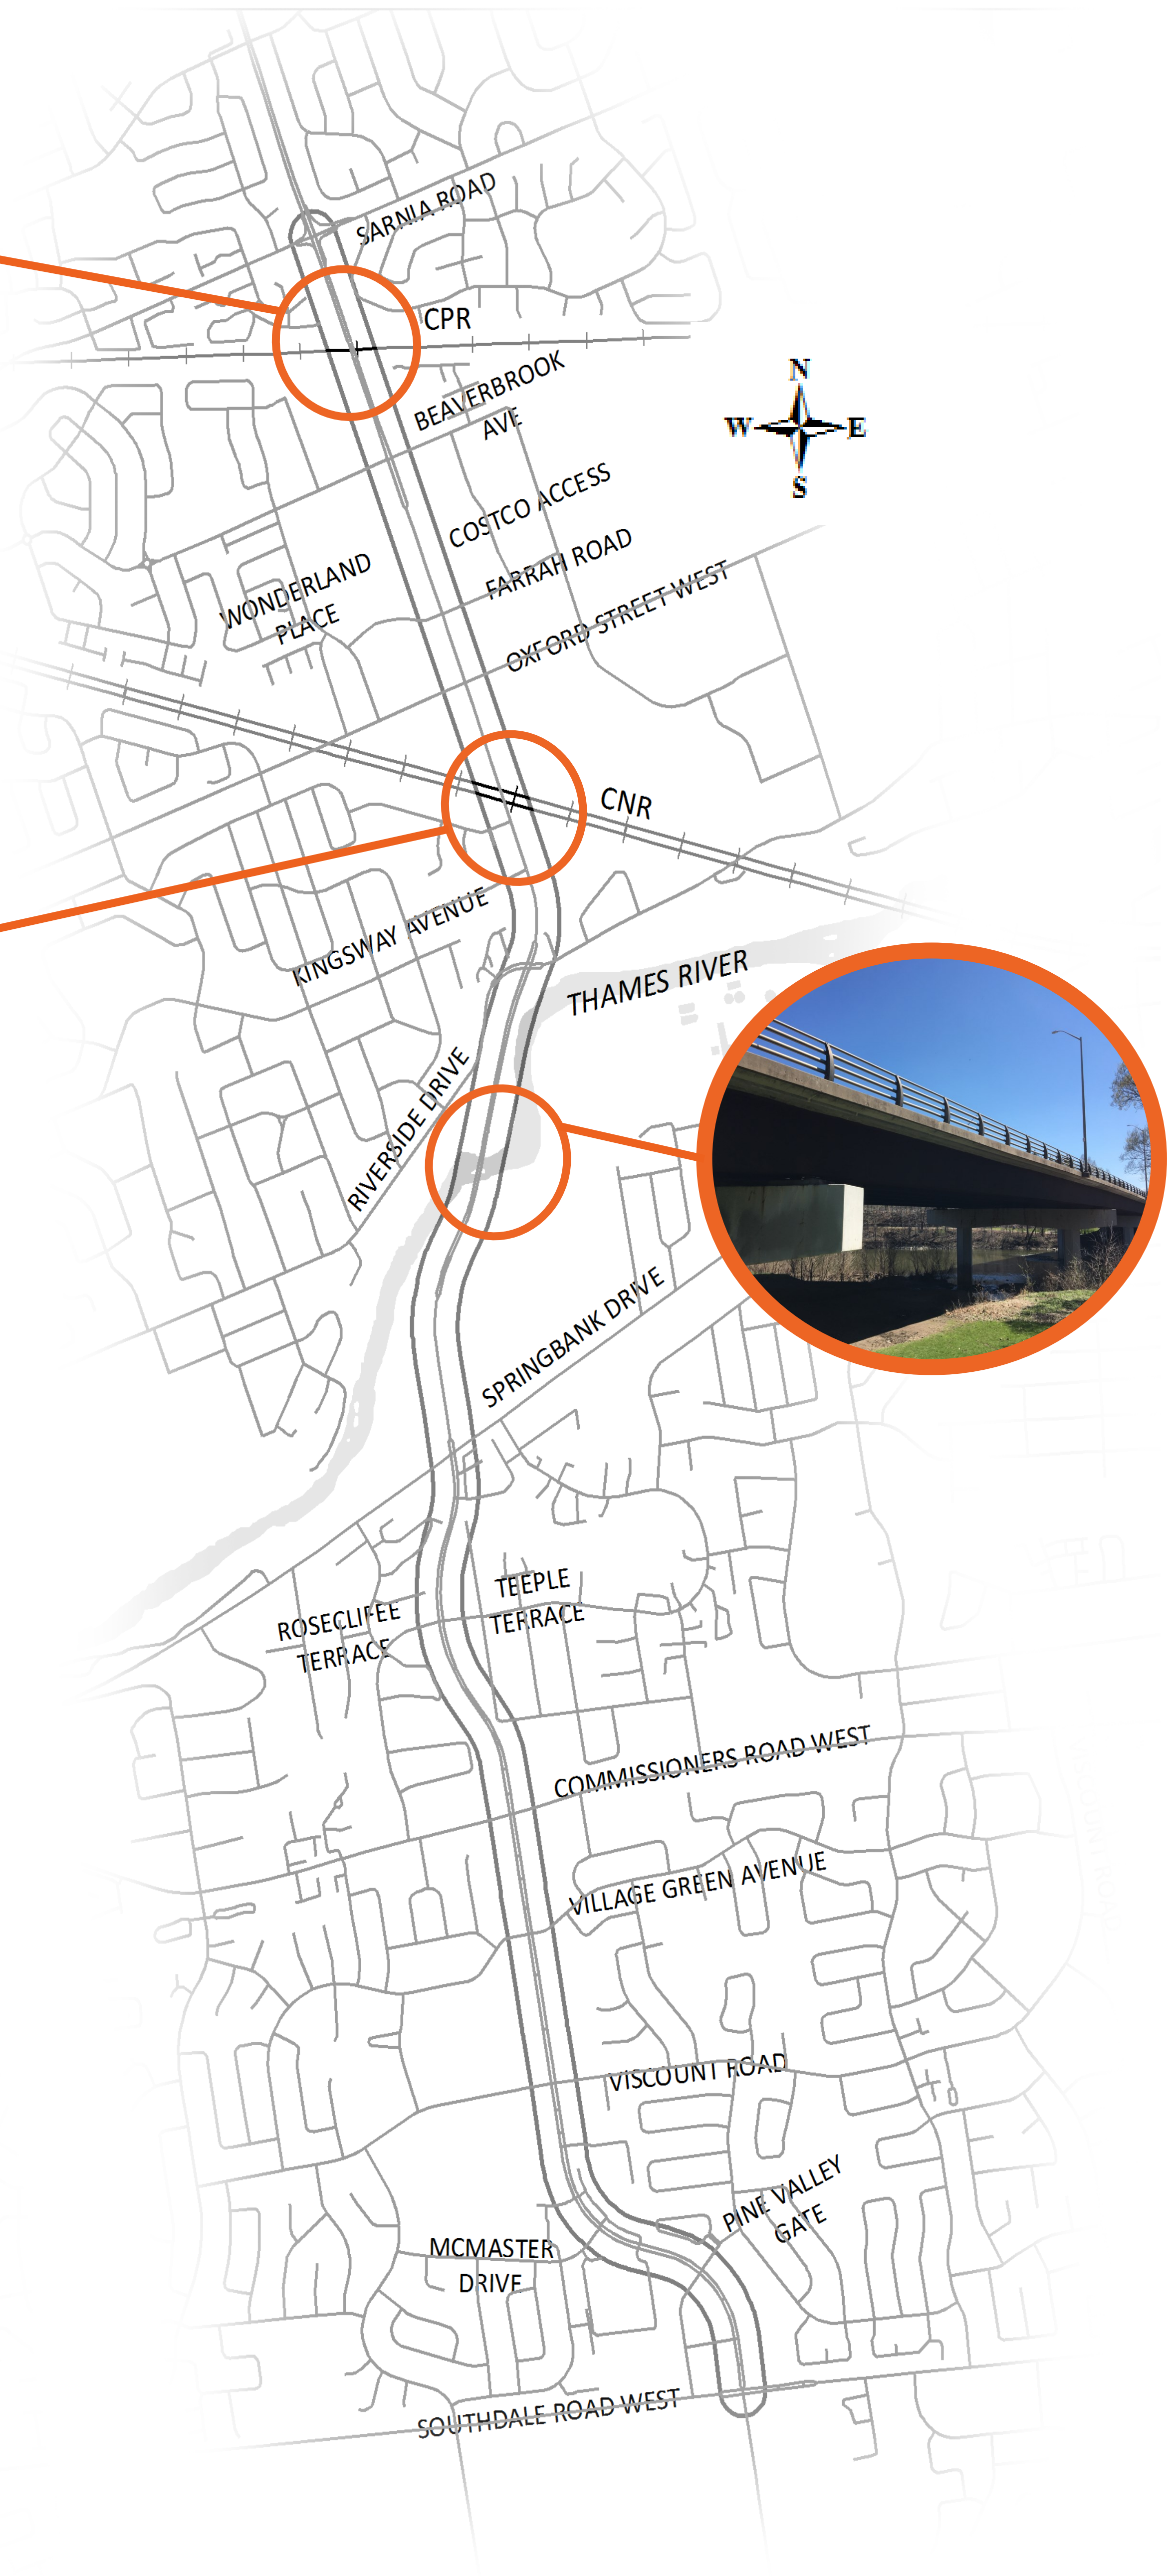 SARNIA ROAD
CPR
BEAVERBROOK
AVE
N
W
E
S
COSTCO ACCESS
FARRAH ROAD
WONDERLAND
PLACE
OXFORD STREET WEST
CNR
KINGSWAY AVENUE
THAMES RIVER
RIVERSIDE DRIVE
SPRINGBANK DRIVE
TEEPLE
TERRACE
ROSECLIFFE
TERRACE
COMMISSIONERS ROAD WEST
VISCOUNT ROAD
VILLAGE GREEN AVENUE
VISCOUNT ROAD
PINE VALLEY
GATE
MCMASTER
DRIVE
SOUTHDALE ROAD WEST